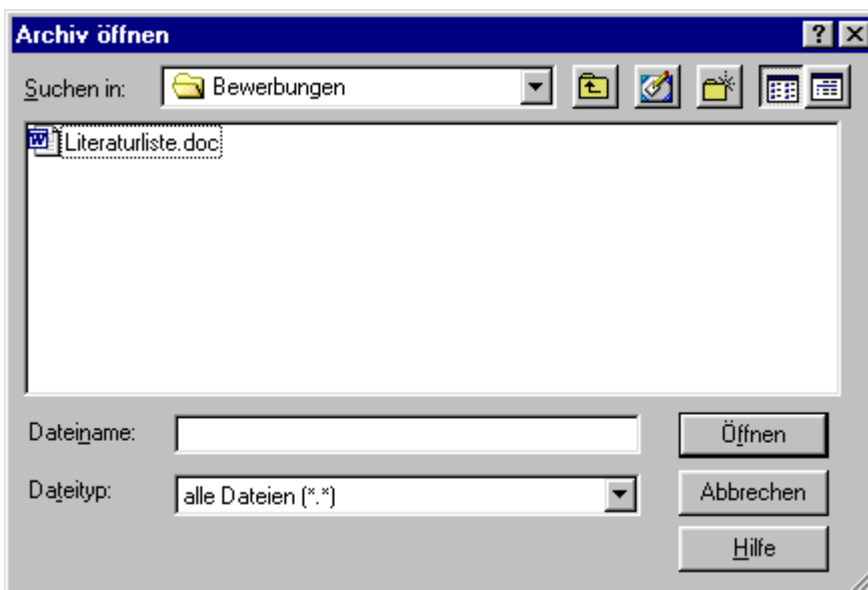 Archiv öffnen
Suchen in: Bewerbungen
Literaturliste.doc
Dateiname: Öffnen
Dateityp: alle Dateien (*.*) Abbrechen
Hilfe